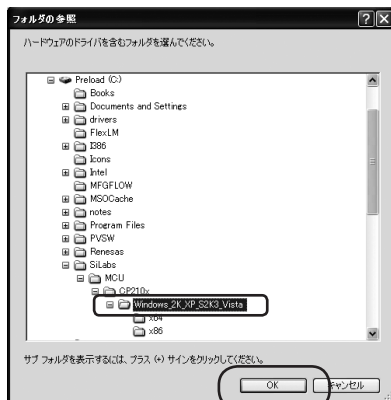 フォルダの参照
ハードウェアのドライバを含むフォルダを選んでください。
Preload (C:)
Books
Documents and Settings
drivers
FlexLM
I386
Icons
Intel
MFGFLOW
MSOCache
notes
Program Files
PVSW
Renesas
SiLabs
MCU
CP210x
Windows_2K_XP_S2K3_Vista
x64
x86
サブ フォルダを表示するには、プラス (+) サインをクリックしてください。
OK
キャンセル